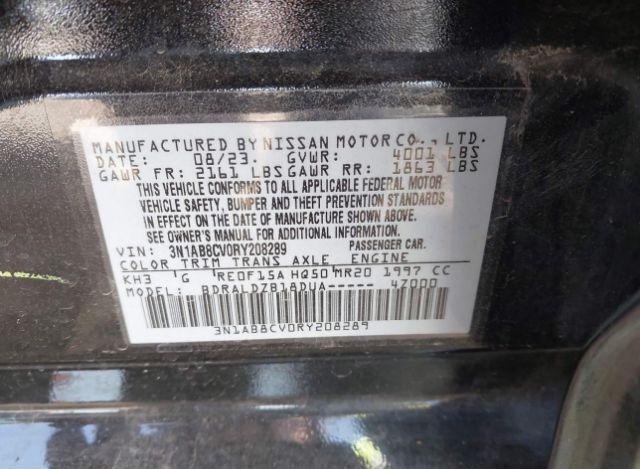 MANUFACTURED BY NISSAN MOTOR CO., LTD.
DATE: 08/23. GVWR: 4001 LBS
GAWR FR: 2161 LBS GAWR RR: 1863 LBS
THIS VEHICLE CONFORMS TO ALL APPLICABLE FEDERAL MOTOR
VEHICLE SAFETY, BUMPER AND THEFT PREVENTION STANDARDS
IN EFFECT ON THE DATE OF MANUFACTURE SHOWN ABOVE.
SEE OWNER'S MANUAL FOR ADDITIONAL INFORMATION
VIN: 3N1AB8CV0RY208289 PASSENGER CAR.
COLOR TRIM TRANS AXLE ENGINE
KH3 'G 'RE0F15A HQ50 MR20 1997 CC
MODEL: BDRALDZB18DUA----- 4Z000
3N1AB8CV0RY208289